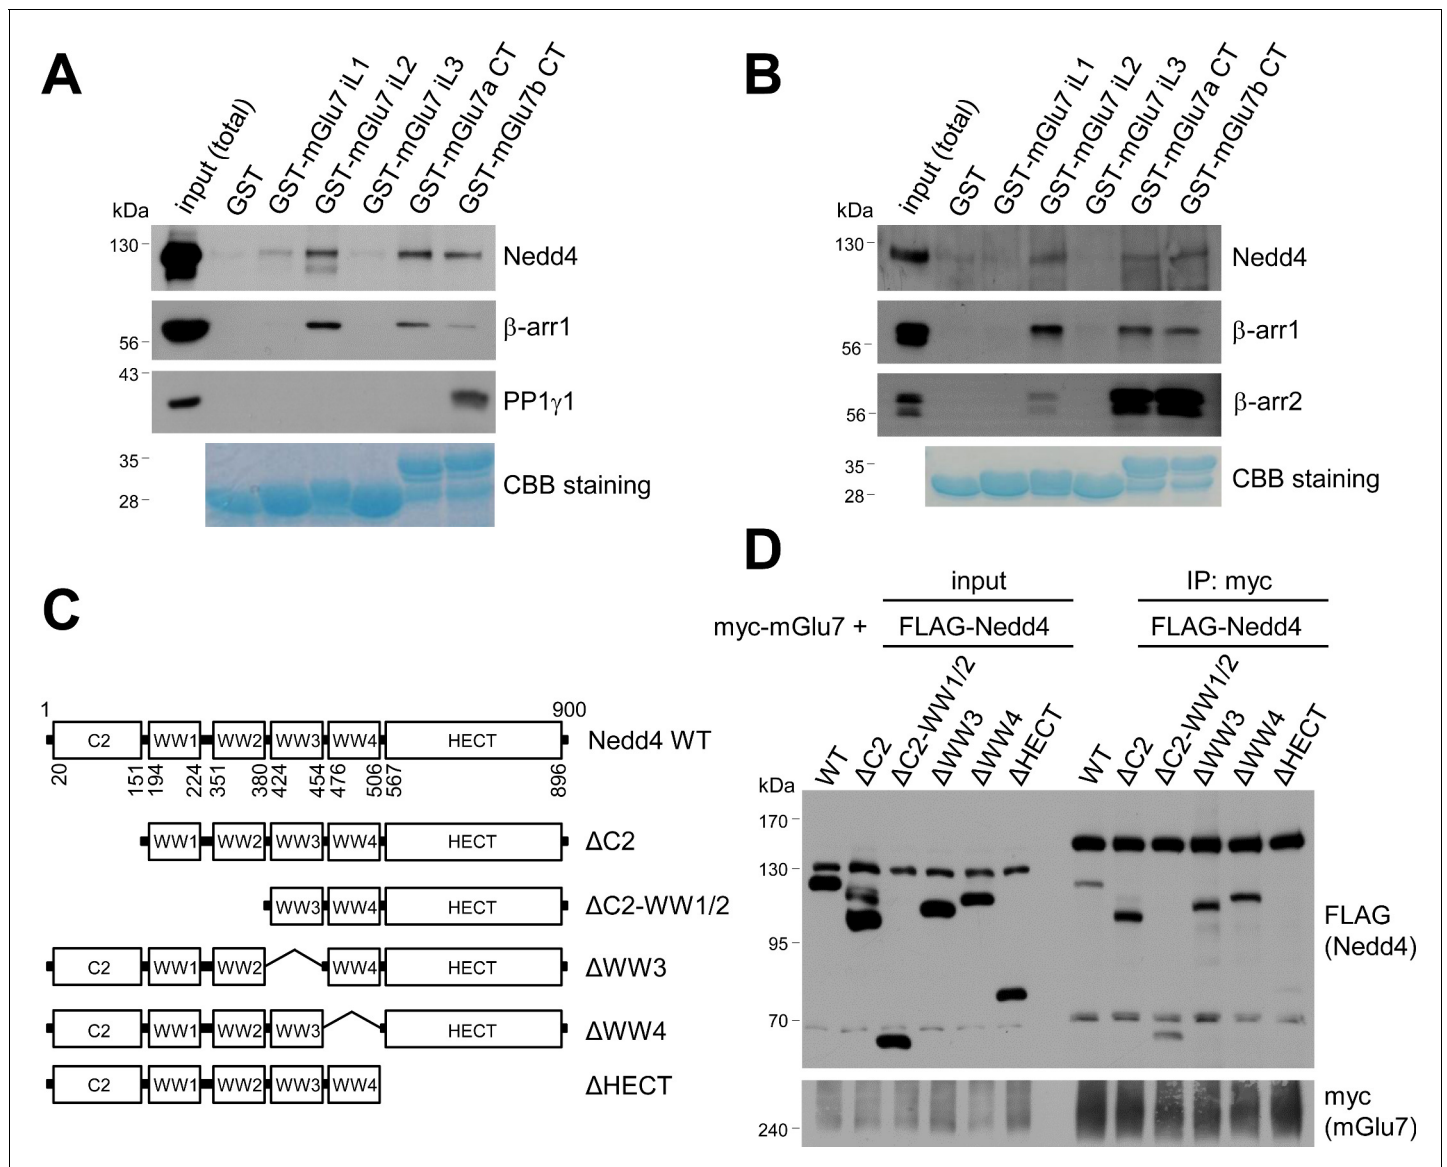 A
input (total)
GST
GST-mGlu7 iL1
GST-mGlu7 iL2
GST-mGlu7 iL3
GST-mGlu7a CT
GST-mGlu7b CT
kDa
130
Nedd4
β-arr1
56
43
PP1γ1
35
CBB staining
28
B
input (total)
GST
GST-mGlu7 iL1
GST-mGlu7 iL2
GST-mGlu7 iL3
GST-mGlu7a CT
GST-mGlu7b CT
kDa
130
Nedd4
β-arr1
56
β-arr2
56
35
CBB staining
28
C
1 900
C2 WW1 WW2 WW3 WW4 HECT Nedd4 WT
20 151 194 224 351 380 424 454 476 506 567 896
WW1 WW2 WW3 WW4 HECT ΔC2
WW3 WW4 HECT ΔC2-WW1/2
C2 WW1 WW2 WW4 HECT ΔWW3
C2 WW1 WW2 WW3 HECT ΔWW4
C2 WW1 WW2 WW3 WW4 ΔHECT
D
input IP: myc
myc-mGlu7 + FLAG-Nedd4 FLAG-Nedd4
WT ΔC2 ΔC2-WW1/2 ΔWW3 ΔWW4 ΔHECT WT ΔC2 ΔC2-WW1/2 ΔWW3 ΔWW4 ΔHECT
kDa
170
130
FLAG
95 (Nedd4)
70
myc
240 (mGlu7)